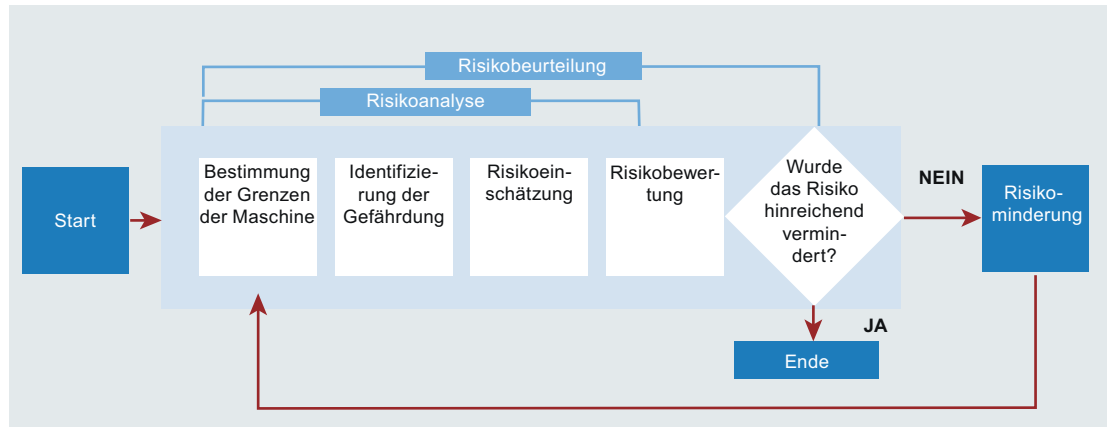 Risikobeurteilung
Risikoanalyse
Start
Bestimmung
der Grenzen
der Maschine
Identifizie-
rung der
Gefährdung
Risikoein-
schätzung
Risikobewer-
tung
Wurde
das Risiko
hinreichend
vermin-
dert?
NEIN
Risiko-
minderung
JA
Ende